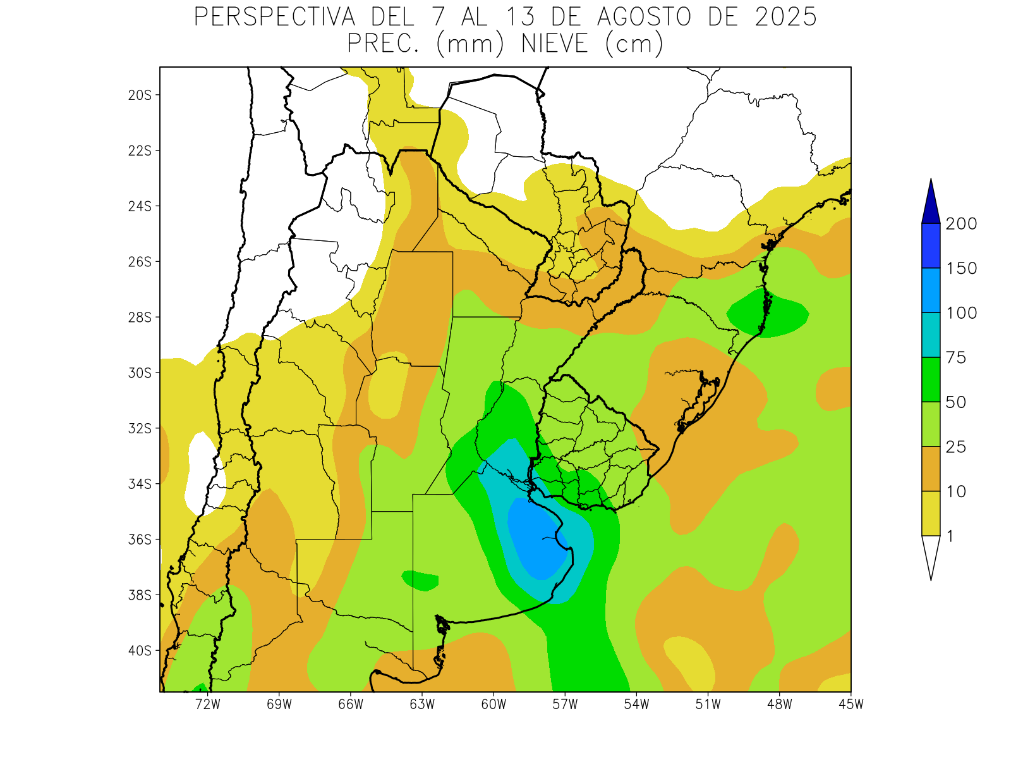 PERSPECTIVA DEL 7 AL 13 DE AGOSTO DE 2025
PREC. (mm) NIEVE (cm)
20S
22S
24S
26S
28S
30S
32S
34S
36S
38S
40S
72W 69W 66W 63W 60W 57W 54W 51W 48W 45W
200
150
100
75
50
25
10
1